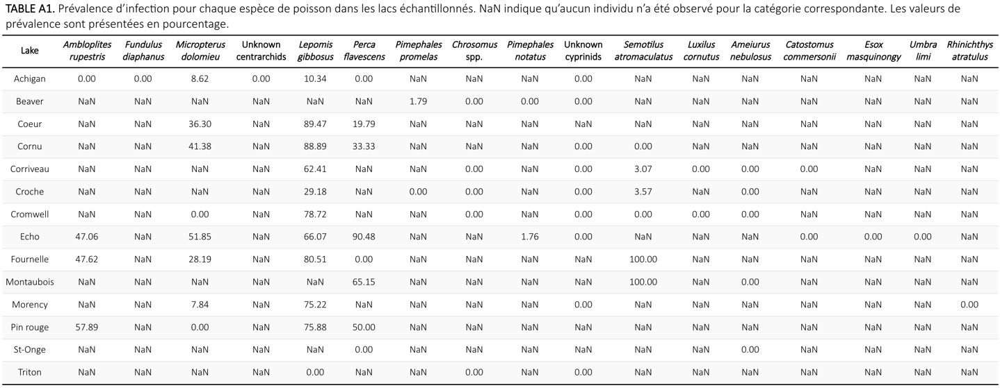 TABLE A1. Prévalence d’infection pour chaque espèce de poisson dans les lacs échantillonnés. NaN indique qu’aucun individu n’a été observé pour la catégorie correspondante. Les valeurs de
prévalence sont présentées en pourcentage.
Lake Ambloplites rupestris Fundulus diaphanus Micropterus dolomieu Unknown centrarchids Lepomis gibbosus Perca flavescens Pimephales promelas Chrosomus spp. Pimephales notatus Unknown cyprinids Semotilus atromaculatus Luxilus cornutus Ameiurus nebulosus Catostomus commersonii Esox masquinongy Umbra limi Rhinichthys atratulus
Achigan 0.00 0.00 8.62 0.00 10.34 0.00 NaN NaN NaN 0.00 NaN NaN NaN NaN NaN NaN NaN
Beaver NaN NaN NaN NaN NaN NaN 1.79 0.00 0.00 0.00 NaN NaN NaN NaN NaN NaN NaN
Coeur NaN NaN 36.30 NaN 89.47 19.79 NaN NaN NaN NaN NaN NaN NaN NaN NaN NaN NaN
Cornu NaN NaN 41.38 NaN 88.89 33.33 NaN NaN NaN 0.00 0.00 NaN NaN NaN NaN NaN NaN
Corriveau NaN NaN NaN NaN 62.41 NaN NaN 0.00 NaN 0.00 3.07 0.00 0.00 0.00 NaN NaN NaN
Croche NaN NaN NaN NaN 29.18 NaN 0.00 0.00 NaN 0.00 3.57 NaN 0.00 NaN NaN NaN NaN
Cromwell NaN NaN 0.00 NaN 78.72 NaN NaN 0.00 NaN 0.00 0.00 0.00 0.00 NaN NaN NaN NaN
Echo 47.06 NaN 51.85 NaN 66.07 90.48 NaN NaN 1.76 0.00 NaN NaN NaN 0.00 0.00 0.00 NaN
Fournelle 47.62 NaN 28.19 NaN 80.51 0.00 NaN NaN NaN NaN 100.00 NaN NaN NaN NaN NaN NaN
Montaubois NaN NaN NaN NaN NaN 65.15 NaN NaN NaN NaN 100.00 NaN 0.00 NaN NaN NaN NaN
Morency NaN NaN 7.84 NaN 75.22 NaN NaN NaN NaN 0.00 NaN NaN NaN NaN NaN NaN 0.00
Pin rouge 57.89 NaN 0.00 NaN 75.88 50.00 NaN NaN NaN NaN NaN NaN NaN NaN NaN NaN NaN
St-Onge NaN NaN NaN NaN NaN 0.00 NaN NaN NaN NaN NaN NaN 0.00 NaN NaN NaN NaN
Triton NaN NaN NaN NaN 0.00 NaN NaN 0.00 NaN 0.00 NaN NaN NaN NaN NaN NaN NaN